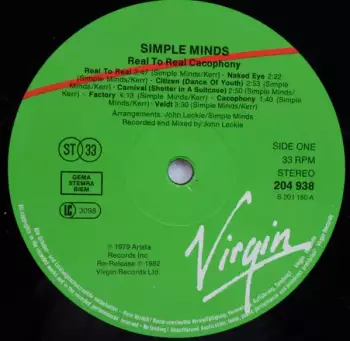 SIMPLE MINDS
Real To Real Cacophony
Real To Real 2:47 (Simple Minds/Kerr) - Naked Eye 2:22
(Simple Minds/Kerr) - Citizen (Dance Of Youth) 2:53 (Simple
Minds/Kerr) - Carnival (Shelter in A Suitcase) 2:50 (Simple Minds/
Kerr) - Factory 4:13 (Simple Minds/Kerr) - Cacophony 1:40 (Simple
Minds/Kerr) - Veldt 3:30 (Simple Minds/Kerr)
Arrangements: John Leckie/Simple Minds
Recorded and Mixed by John Leckie
ST 33
GEMA
STEMRA
BIEM
LC 3098
SIDE ONE
33 RPM
STEREO
204 938
S 201 150 A
℗ 1979 Arista
Records Inc
Re-Release ℗ 1982
Virgin Records Ltd.
Virgin